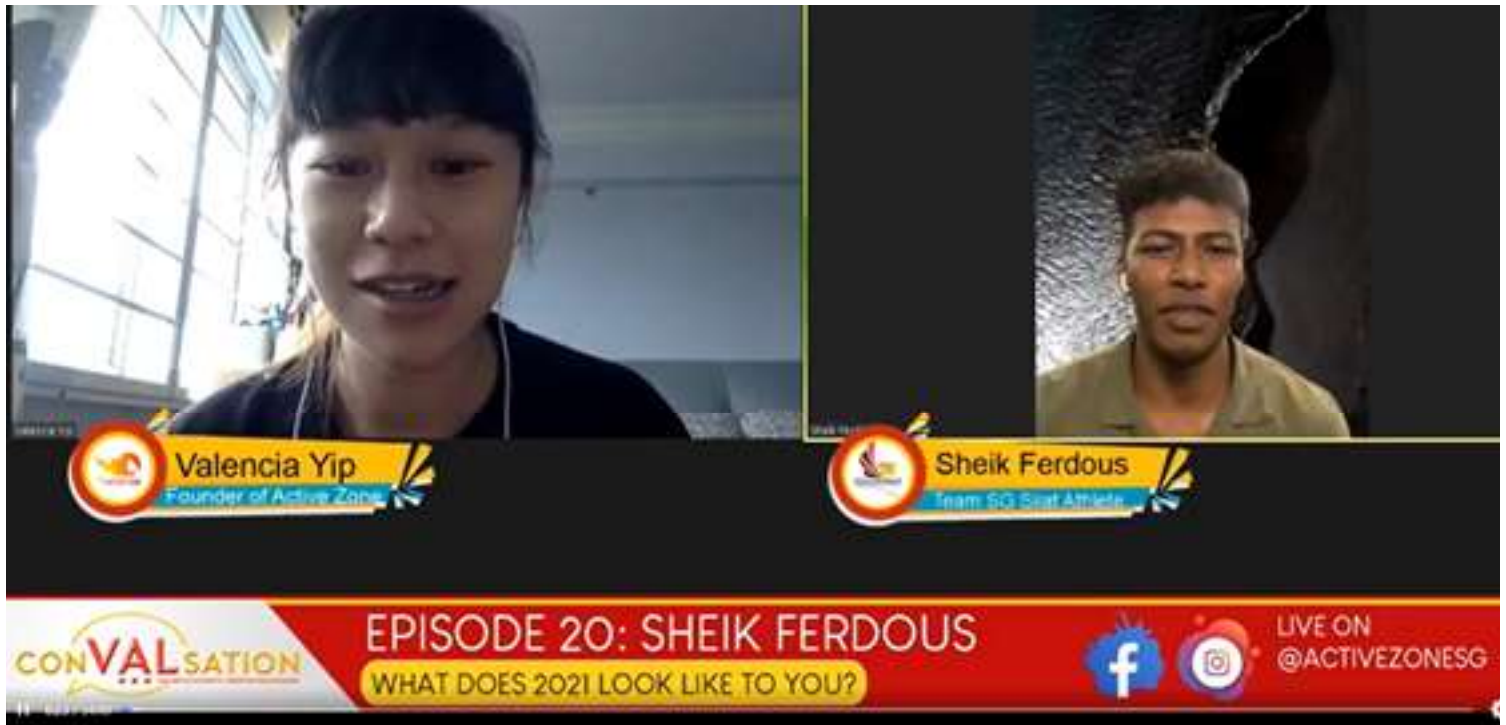 Valencia Yip
Founder of Active Zone
Sheik Ferdous
Team SG Silat Athlete
conVALsation
EPISODE 20: SHEIK FERDOUS
WHAT DOES 2021 LOOK LIKE TO YOU?
LIVE ON
@ACTIVEZONESG